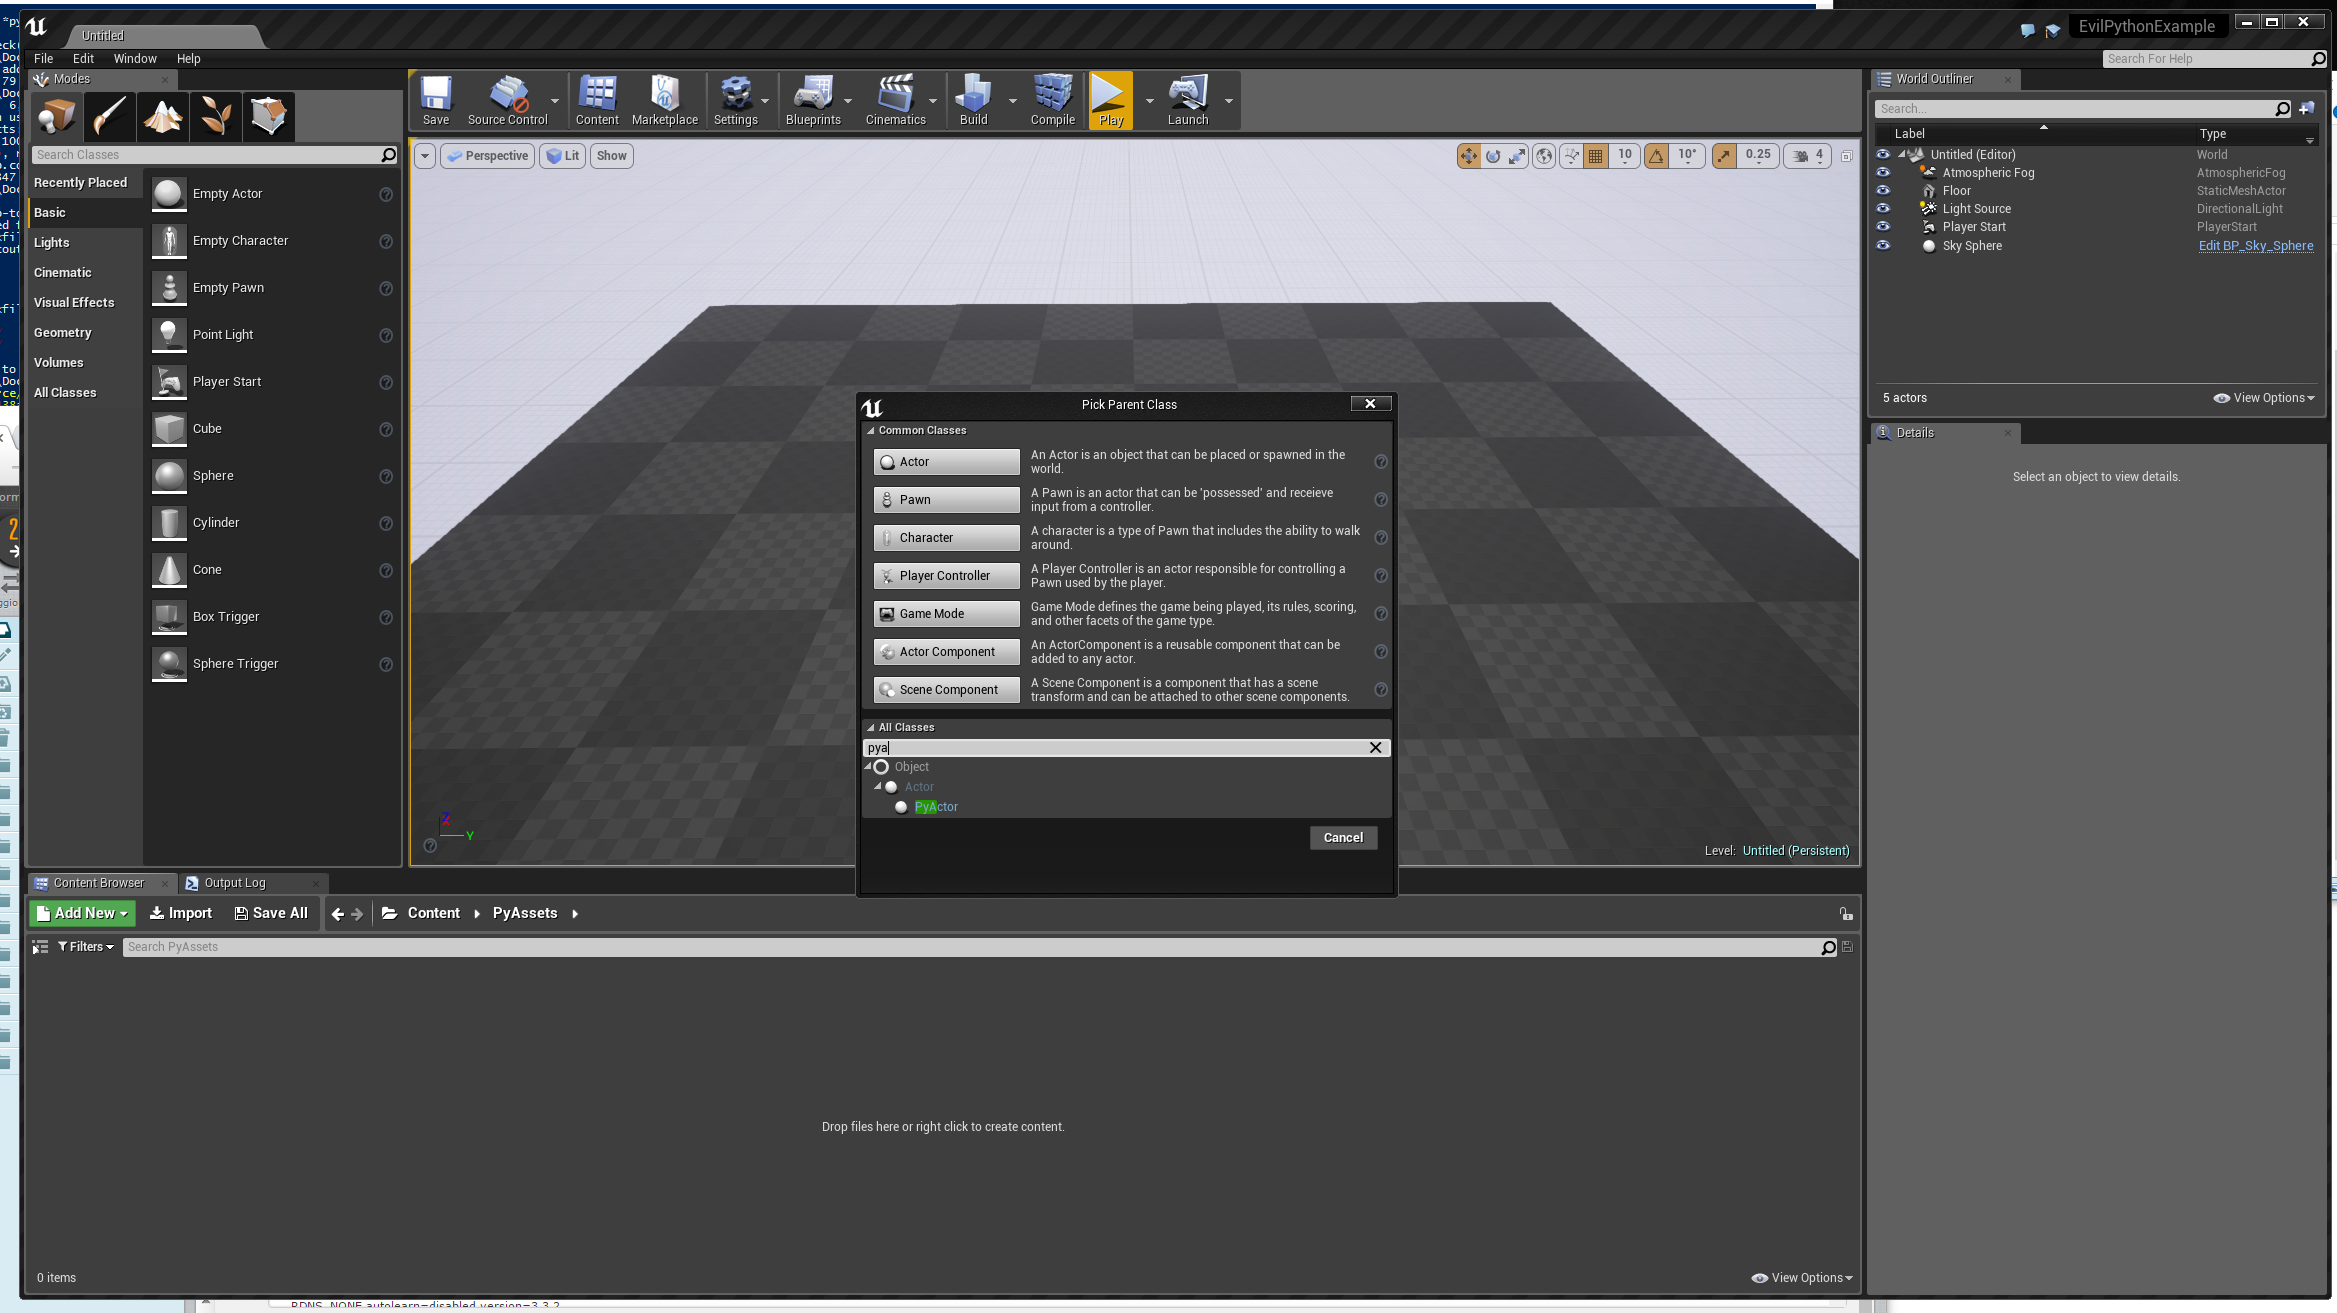 Untitled
EvilPythonExample
File Edit Window Help
Search For Help
Modes
Search Classes
Recently Placed
Basic
Lights
Cinematic
Visual Effects
Geometry
Volumes
All Classes
Empty Actor
Empty Character
Empty Pawn
Point Light
Player Start
Cube
Sphere
Cylinder
Cone
Box Trigger
Sphere Trigger
Save Source Control Content Marketplace Settings Blueprints Cinematics Build Compile Play Launch
Perspective Lit Show
10 10° 0.25 4
Z
Y
Level: Untitled (Persistent)
Pick Parent Class
Common Classes
Actor
An Actor is an object that can be placed or spawned in the
world.
Pawn
A Pawn is an actor that can be 'possessed' and receieve
input from a controller.
Character
A character is a type of Pawn that includes the ability to walk
around.
Player Controller
A Player Controller is an actor responsible for controlling a
Pawn used by the player.
Game Mode
Game Mode defines the game being played, its rules, scoring,
and other facets of the game type.
Actor Component
An ActorComponent is a reusable component that can be
added to any actor.
Scene Component
A Scene Component is a component that has a scene
transform and can be attached to other scene components.
All Classes
pya
Object
Actor
PyActor
Cancel
World Outliner
Search...
Label Type
Untitled (Editor) World
Atmospheric Fog AtmosphericFog
Floor StaticMeshActor
Light Source DirectionalLight
Player Start PlayerStart
Sky Sphere Edit BP_Sky_Sphere
5 actors View Options
Details
Select an object to view details.
Content Browser Output Log
Add New Import Save All Content PyAssets
Filters Search PyAssets
Drop files here or right click to create content.
0 items View Options
RDNS_NONE autolearn=disabled version=3.3.2